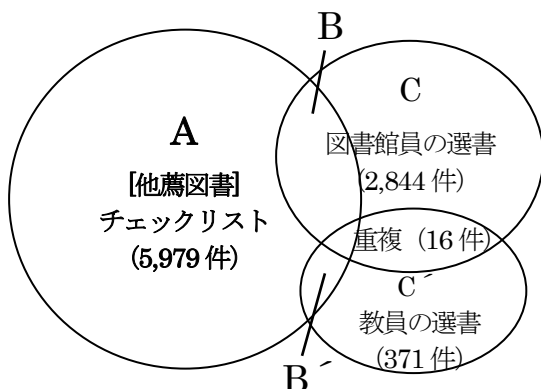 B
A
[他薦図書]
チェックリスト
(5,979 件)
C
図書館員の選書
(2,844 件)
重複 (16 件)
C´
教員の選書
(371 件)
B´